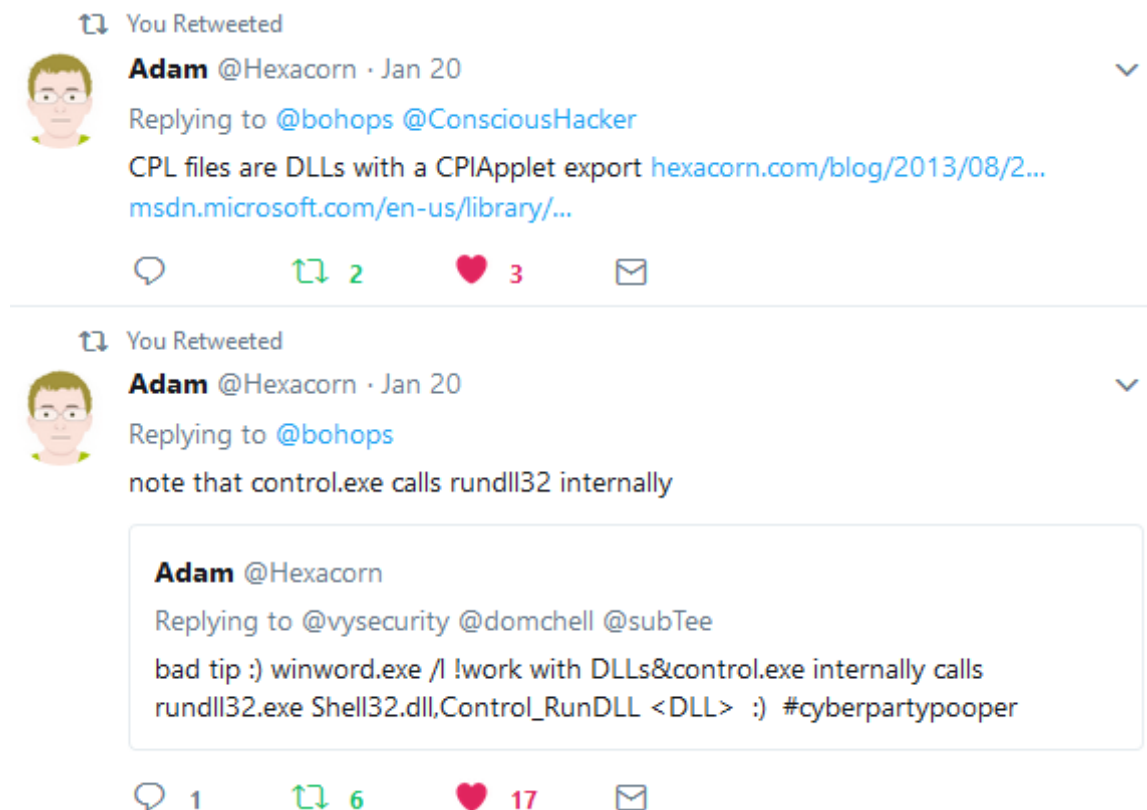 You Retweeted
Adam @Hexacorn · Jan 20
Replying to @bohops @ConsciousHacker
CPL files are DLLs with a CPlApplet export hexacorn.com/blog/2013/08/2...
msdn.microsoft.com/en-us/library/...
2 3
You Retweeted
Adam @Hexacorn · Jan 20
Replying to @bohops
note that control.exe calls rundll32 internally
Adam @Hexacorn
Replying to @vysecurity @domchell @subTee
bad tip :) winword.exe /l !work with DLLs&control.exe internally calls
rundll32.exe Shell32.dll,Control_RunDLL <DLL> :) #cyberpartypooper
1 6 17